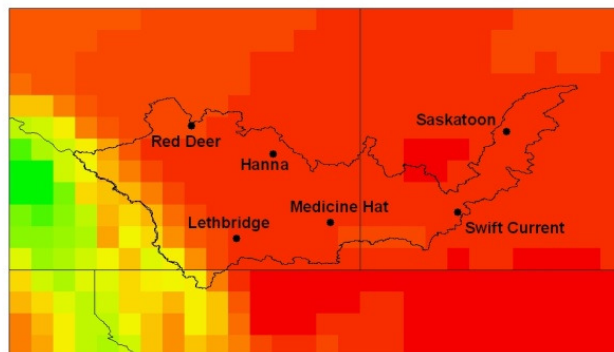 Saskatoon
Red Deer
Hanna
Medicine Hat
Lethbridge
Swift Current